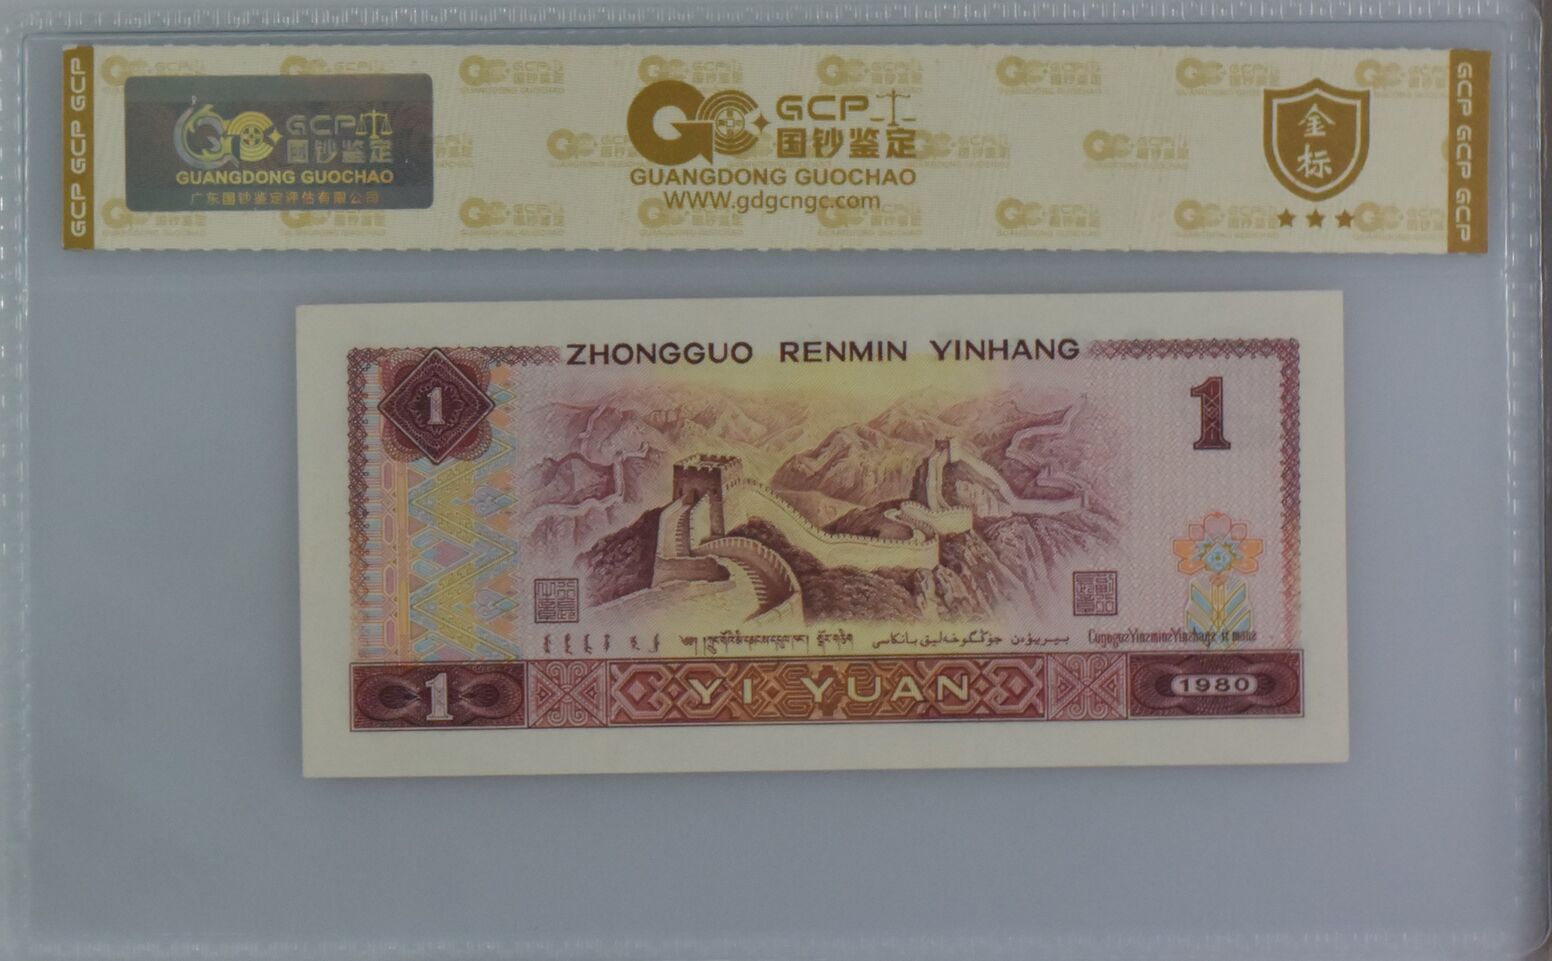 GCP GCP GCP
GCP
国钞鉴定
GUANGDONG GUOCHAO
广东国钞鉴定评估有限公司
GCP
国钞鉴定
GUANGDONG GUOCHAO
WWW.gdgcngc.com
金
标
GCP GCP GCP
ZHONGGUO RENMIN YINHANG
1
1
1
YI YUAN
1980